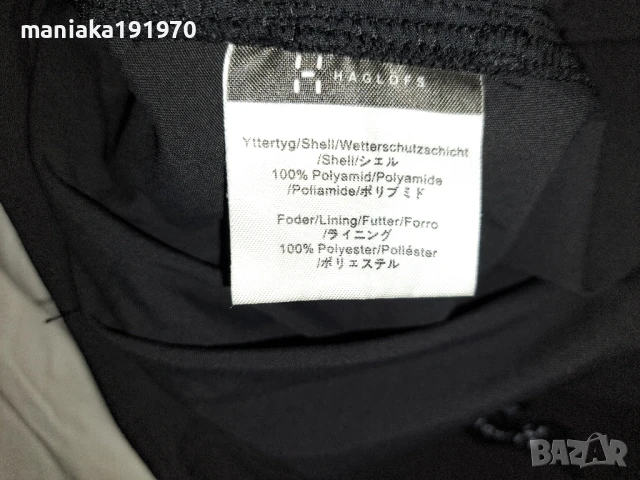 maniaka191970
HAGLÖFS
Yttertyg/Shell/Wetterschutzschicht
/Shell/シェル
100% Polyamid/Polyamide
/Poliamide/ポリアミド
Foder/Lining/Futter/Forro
/ライニング
100% Polyester/Poliéster
/ポリエステル
BAZAR